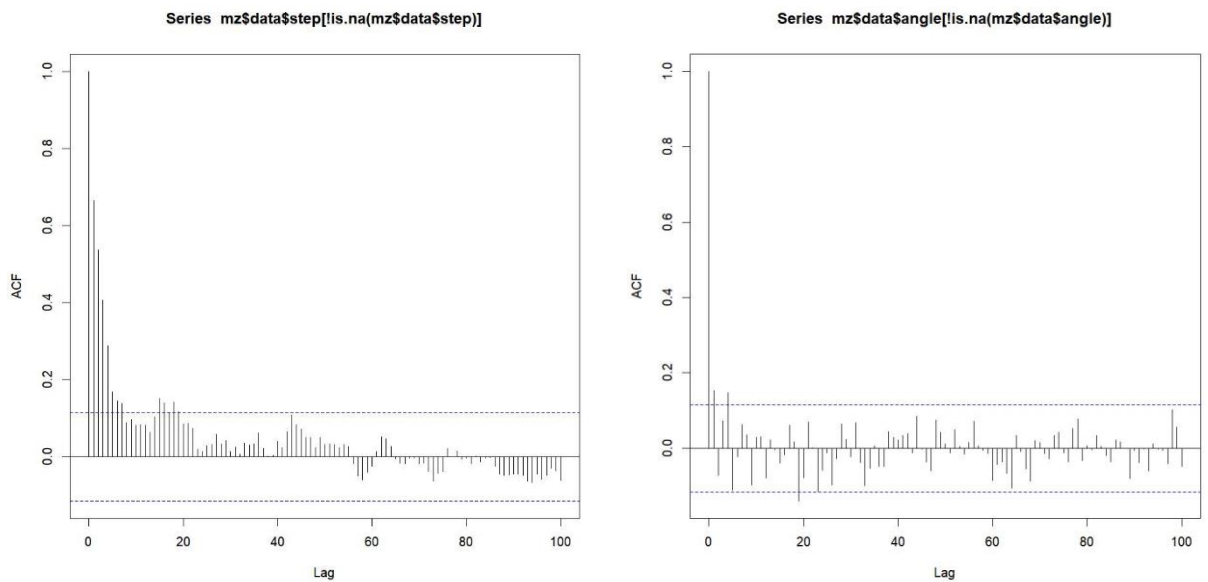 Series mz$data$step[!is.na(mz$data$step)]
ACF
1.0
0.8
0.6
0.4
0.2
0.0
0 20 40 60 80 100
Lag
Series mz$data$angle[!is.na(mz$data$angle)]
ACF
1.0
0.8
0.6
0.4
0.2
0.0
0 20 40 60 80 100
Lag